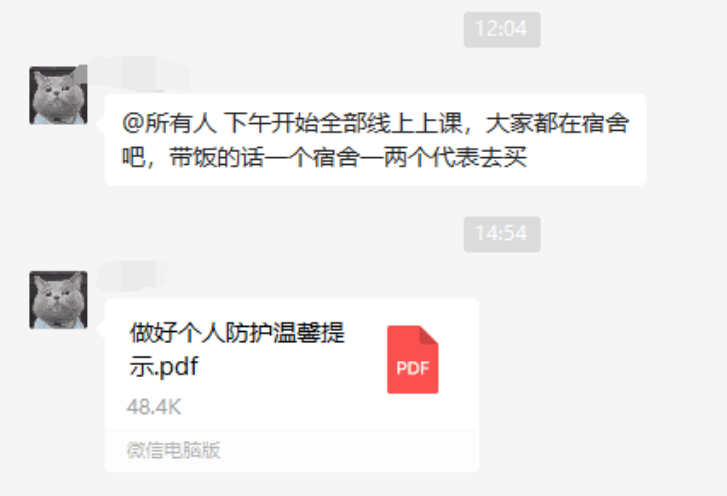 12:04
@所有人 下午开始全部线上上课，大家都在宿舍
吧，带饭的话一个宿舍一两个代表去买
14:54
做好个人防护温馨提
示.pdf
PDF
48.4K
微信电脑版